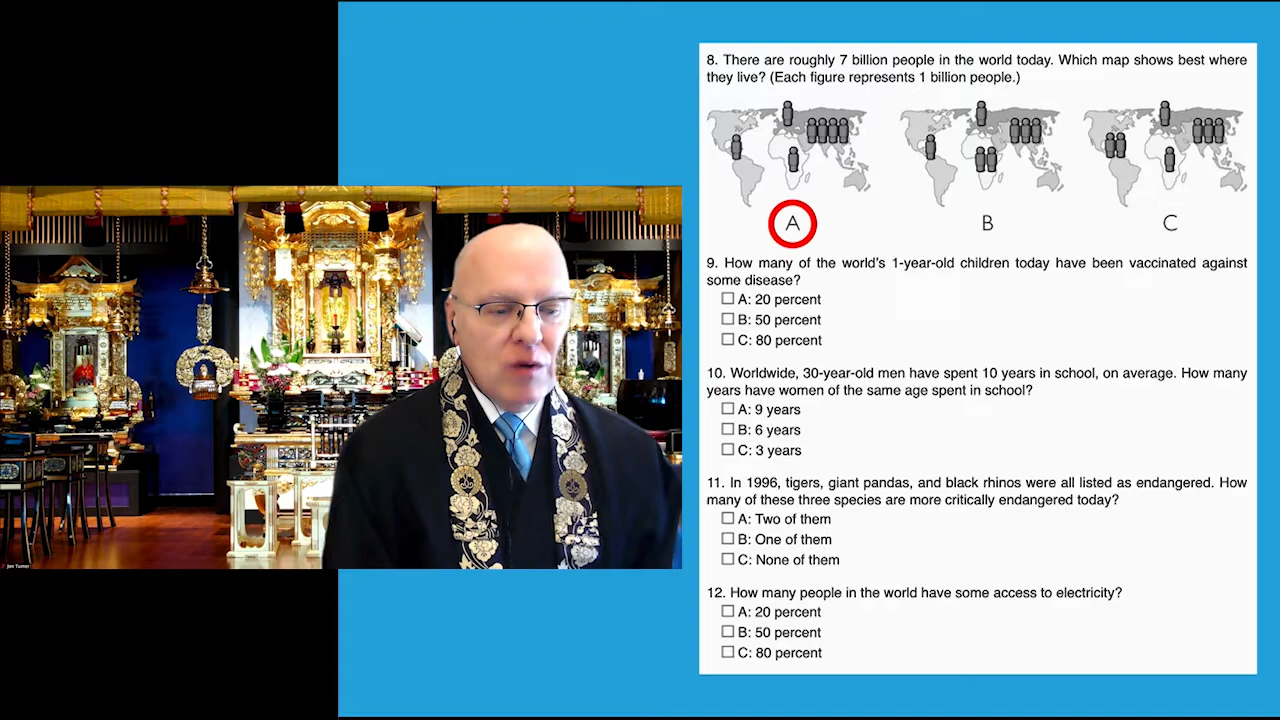 8. There are roughly 7 billion people in the world today. Which map shows best where
they live? (Each figure represents 1 billion people.)
A
B
C
9. How many of the world’s 1-year-old children today have been vaccinated against
some disease?
A: 20 percent
B: 50 percent
C: 80 percent
10. Worldwide, 30-year-old men have spent 10 years in school, on average. How many
years have women of the same age spent in school?
A: 9 years
B: 6 years
C: 3 years
11. In 1996, tigers, giant pandas, and black rhinos were all listed as endangered. How
many of these three species are more critically endangered today?
A: Two of them
B: One of them
C: None of them
12. How many people in the world have some access to electricity?
A: 20 percent
B: 50 percent
C: 80 percent
Jon Turner